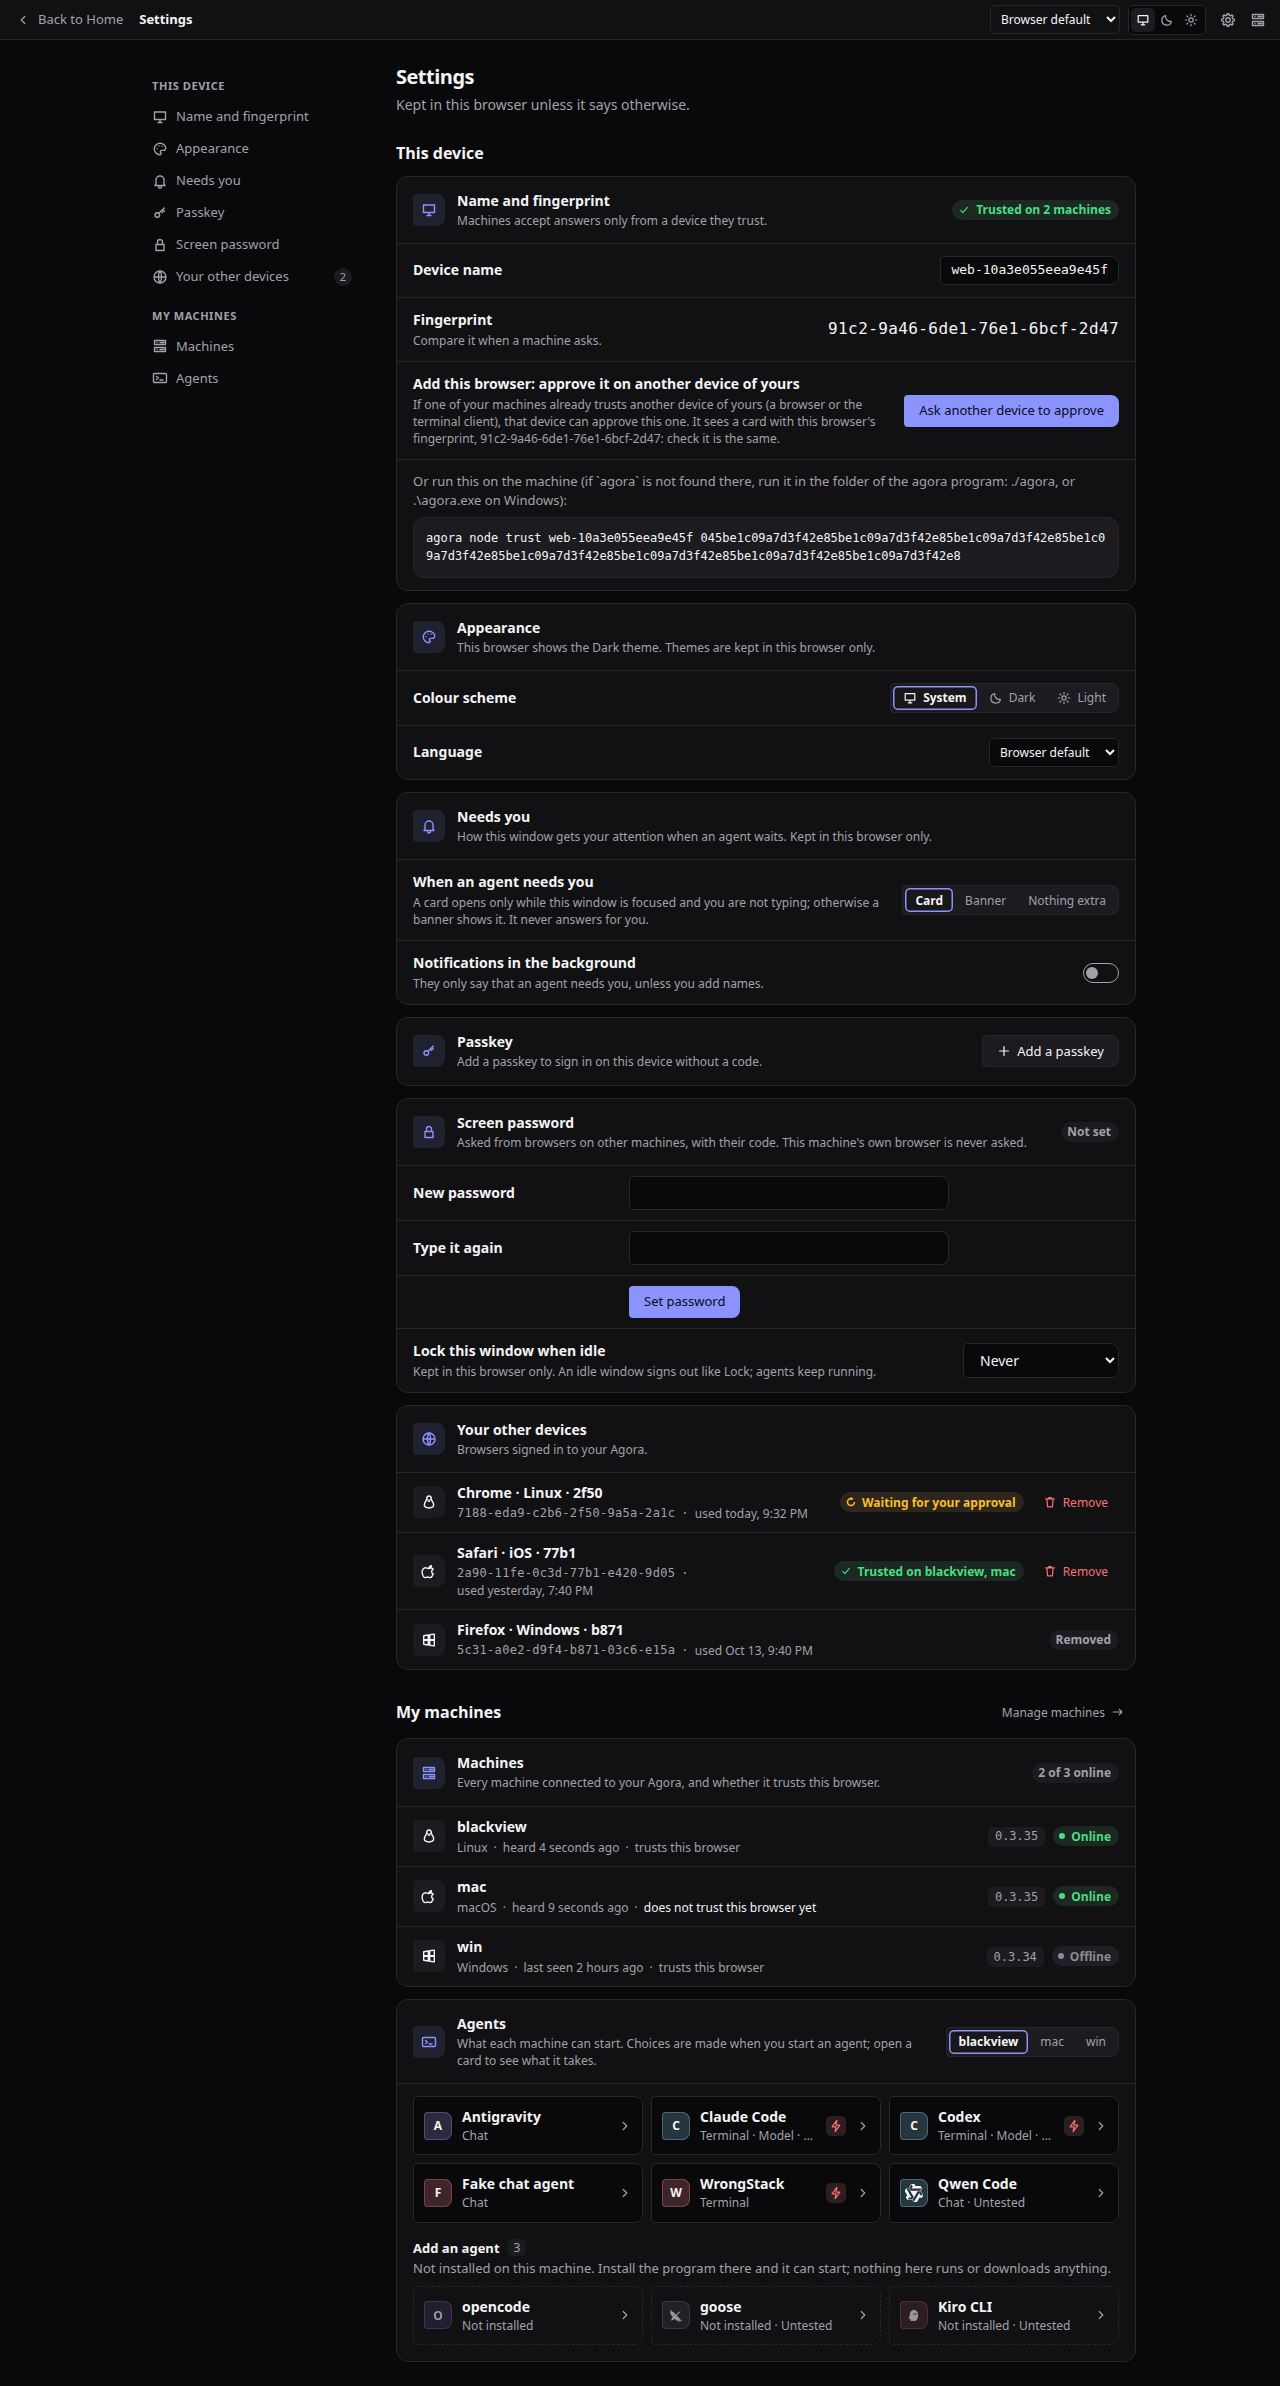 Back to Home
Settings
Browser default
THIS DEVICE
Name and fingerprint
Appearance
Needs you
Passkey
Screen password
Your other devices
2
MY MACHINES
Machines
Agents
Settings
Kept in this browser unless it says otherwise.
This device
Name and fingerprint
Machines accept answers only from a device they trust.
Trusted on 2 machines
Device name
web-10a3e055eea9e45f
Fingerprint
Compare it when a machine asks.
91c2-9a46-6de1-76e1-6bcf-2d47
Add this browser: approve it on another device of yours
If one of your machines already trusts another device of yours (a browser or the
terminal client), that device can approve this one. It sees a card with this browser's
fingerprint, 91c2-9a46-6de1-76e1-6bcf-2d47: check it is the same.
Ask another device to approve
Or run this on the machine (if `agora` is not found there, run it in the folder of the agora program: ./agora, or
.\agora.exe on Windows):
agora node trust web-10a3e055eea9e45f 045be1c09a7d3f42e85be1c09a7d3f42e85be1c09a7d3f42e85be1c0
9a7d3f42e85be1c09a7d3f42e85be1c09a7d3f42e85be1c09a7d3f42e85be1c09a7d3f42e8
Appearance
This browser shows the Dark theme. Themes are kept in this browser only.
Colour scheme
System
Dark
Light
Language
Browser default
Needs you
How this window gets your attention when an agent waits. Kept in this browser only.
When an agent needs you
A card opens only while this window is focused and you are not typing; otherwise a
banner shows it. It never answers for you.
Card
Banner
Nothing extra
Notifications in the background
They only say that an agent needs you, unless you add names.
Passkey
Add a passkey to sign in on this device without a code.
Add a passkey
Screen password
Asked from browsers on other machines, with their code. This machine's own browser is never asked.
Not set
New password
Type it again
Set password
Lock this window when idle
Kept in this browser only. An idle window signs out like Lock; agents keep running.
Never
Your other devices
Browsers signed in to your Agora.
Chrome · Linux · 2f50
7188-eda9-c2b6-2f50-9a5a-2a1c · used today, 9:32 PM
Waiting for your approval
Remove
Safari · iOS · 77b1
2a90-11fe-0c3d-77b1-e420-9d05 ·
used yesterday, 7:40 PM
Trusted on blackview, mac
Remove
Firefox · Windows · b871
5c31-a0e2-d9f4-b871-03c6-e15a · used Oct 13, 9:40 PM
Removed
My machines
Manage machines
Machines
Every machine connected to your Agora, and whether it trusts this browser.
2 of 3 online
blackview
Linux · heard 4 seconds ago · trusts this browser
0.3.35
Online
mac
macOS · heard 9 seconds ago · does not trust this browser yet
0.3.35
Online
win
Windows · last seen 2 hours ago · trusts this browser
0.3.34
Offline
Agents
What each machine can start. Choices are made when you start an agent; open a
card to see what it takes.
blackview
mac
win
A
Antigravity
Chat
C
Claude Code
Terminal · Model · ...
C
Codex
Terminal · Model · ...
F
Fake chat agent
Chat
W
WrongStack
Terminal
Qwen Code
Chat · Untested
Add an agent
3
Not installed on this machine. Install the program there and it can start; nothing here runs or downloads anything.
O
opencode
Not installed
goose
Not installed · Untested
Kiro CLI
Not installed · Untested